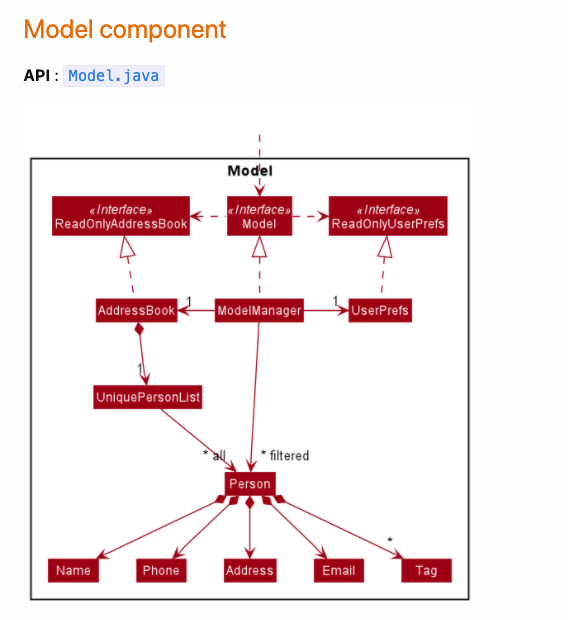 Model component
API : Model.java
Model
«Interface»
ReadOnlyAddressBook
«Interface»
Model
«Interface»
ReadOnlyUserPrefs
AddressBook
1
ModelManager
1
UserPrefs
1
UniquePersonList
* all
* filtered
Person
*
Name
Phone
Address
Email
Tag